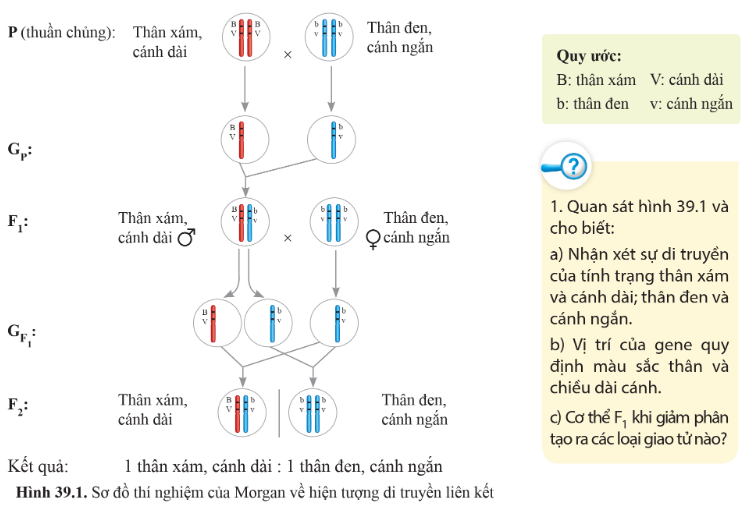 P (thuần chủng): Thân xám,
cánh dài
B B
V V
×
b b
v v
Thân đen,
cánh ngắn
Gₚ:
B
V
b
v
F₁:
Thân xám,
cánh dài ♂
B b
V v
×
b b
v v
Thân đen,
♀ cánh ngắn
G_F₁:
B
V
b
v
b
v
F₂:
Thân xám,
cánh dài
B b
V v
b b
v v
Thân đen,
cánh ngắn
Kết quả: 1 thân xám, cánh dài : 1 thân đen, cánh ngắn
Hình 39.1. Sơ đồ thí nghiệm của Morgan về hiện tượng di truyền liên kết
Quy ước:
B: thân xám V: cánh dài
b: thân đen v: cánh ngắn
?
1. Quan sát hình 39.1 và
cho biết:
a) Nhận xét sự di truyền
của tính trạng thân xám
và cánh dài; thân đen và
cánh ngắn.
b) Vị trí của gene quy
định màu sắc thân và
chiều dài cánh.
c) Cơ thể F₁ khi giảm phân
tạo ra các loại giao tử nào?